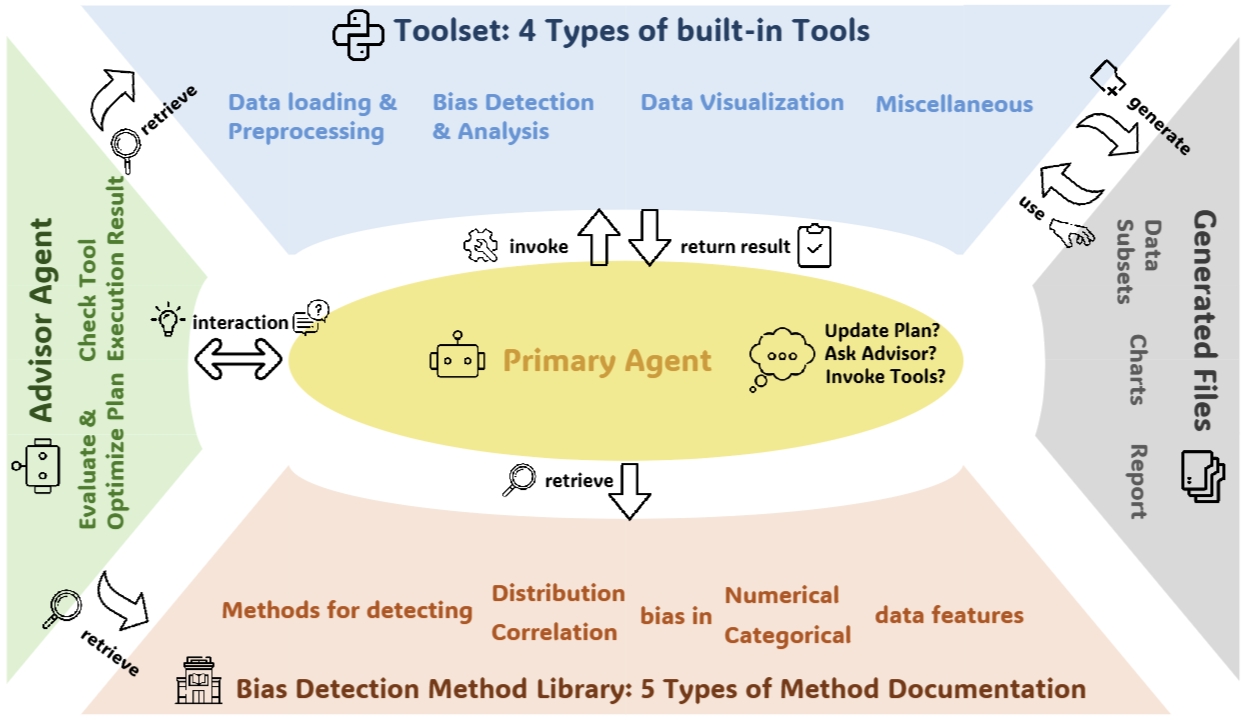 Toolset: 4 Types of built-in Tools
Data loading &
Preprocessing
Bias Detection
& Analysis
Data Visualization
Miscellaneous
retrieve
generate
use
invoke
return result
Advisor Agent
Check Tool
Execution Result
Evaluate &
Optimize Plan
interaction
?
Primary Agent
Update Plan?
Ask Advisor?
Invoke Tools?
Generated Files
Data
Subsets
Charts
Report
retrieve
retrieve
Methods for detecting
Distribution
Correlation
bias in
Numerical
Categorical
data features
Bias Detection Method Library: 5 Types of Method Documentation